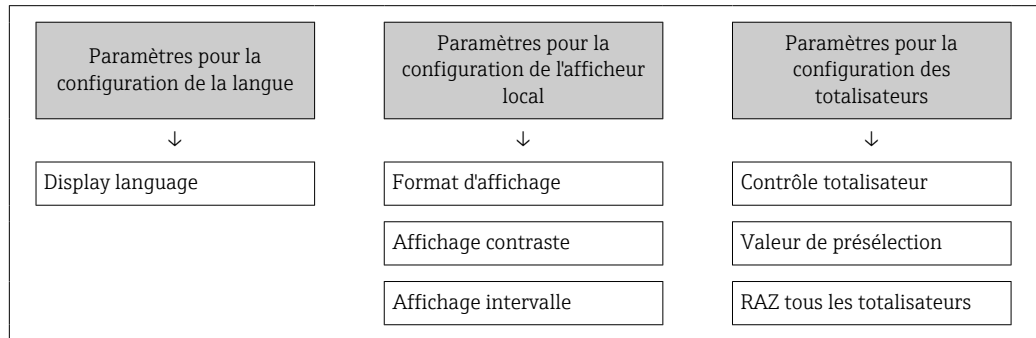 Paramètres pour la
configuration de la langue
↓
Display language
Paramètres pour la
configuration de l'afficheur
local
↓
Format d'affichage
Affichage contraste
Affichage intervalle
Paramètres pour la
configuration des
totalisateurs
↓
Contrôle totalisateur
Valeur de présélection
RAZ tous les totalisateurs